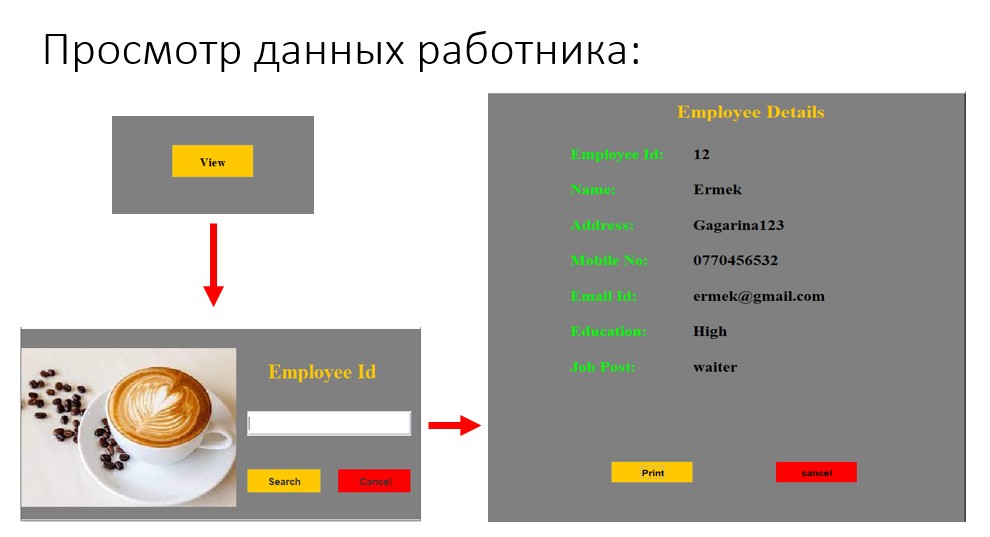 Просмотр данных работника:
View
Employee Id
Search Cancel
Employee Details
Employee Id: 12
Name: Ermek
Address: Gagarina123
Mobile No: 0770456532
Email Id: ermek@gmail.com
Education: High
Job Post: waiter
Print cancel